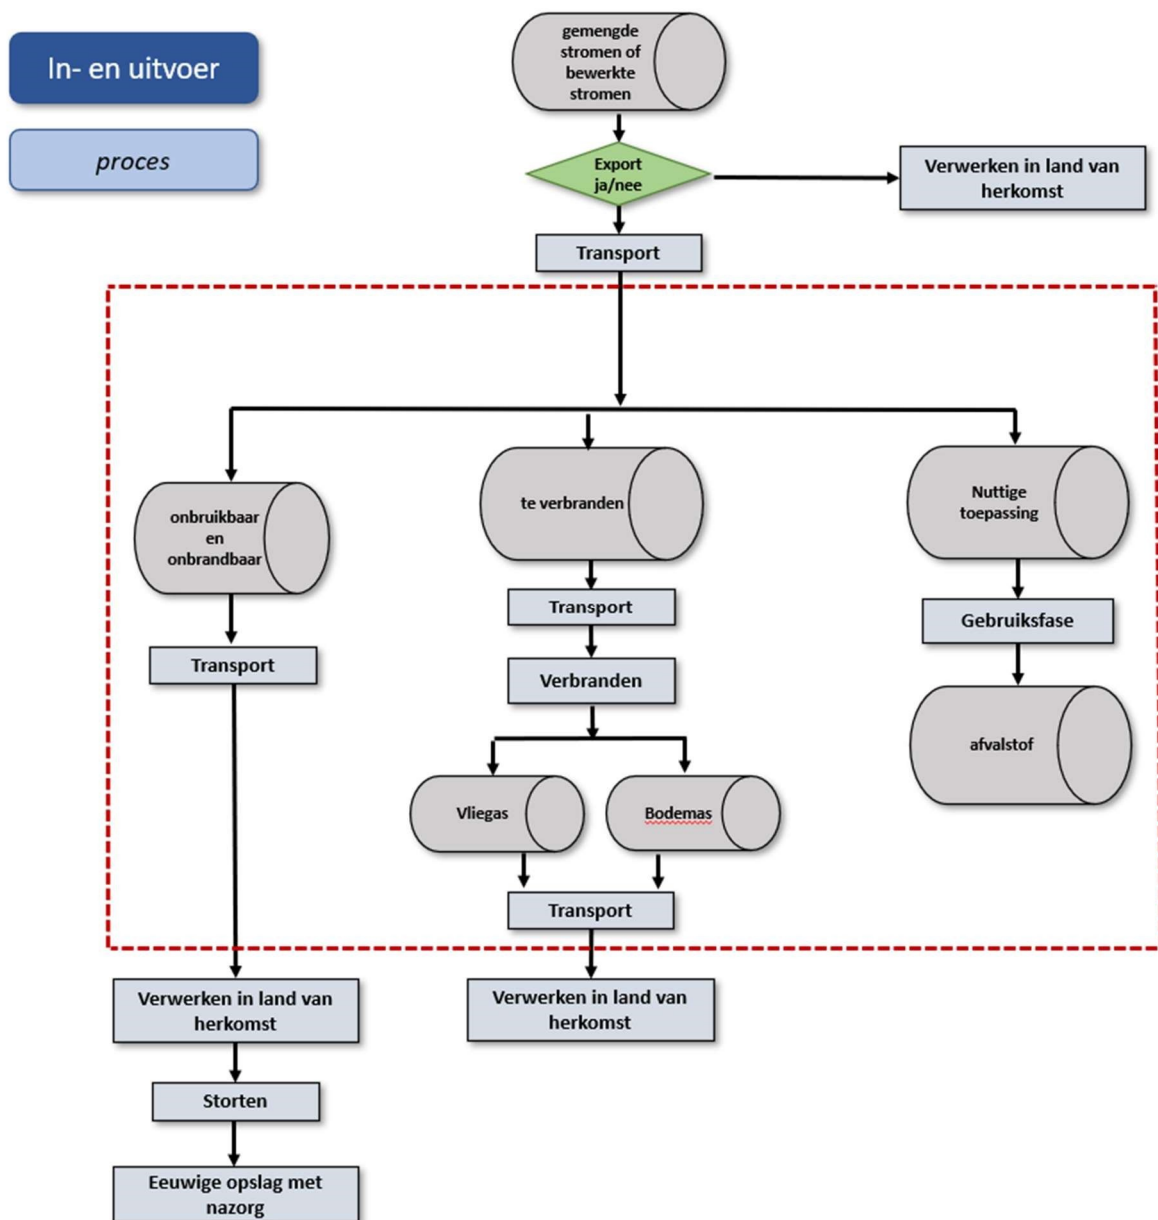 In- en uitvoer
proces
gemengde
stromen of
bewerkte
stromen
Export
ja/nee
Verwerken in land van
herkomst
Transport
onbruikbaar
en
onbrandbaar
te verbranden
Nuttige
toepassing
Transport
Gebruiksfase
Transport
Verbranden
afvalstof
Vliegas
Bodemas
Transport
Verwerken in land van
herkomst
Verwerken in land van
herkomst
Storten
Eeuwige opslag met
nazorg